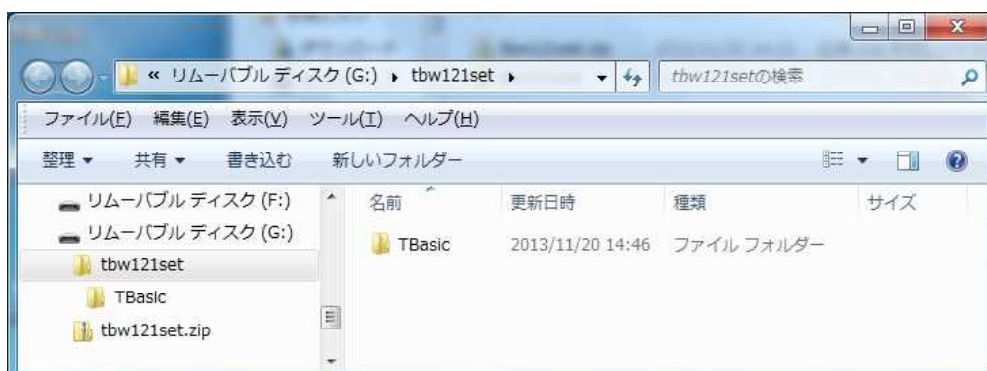 « リムーバブル ディスク (G:) ▸ tbw121set ▸ tbw121setの検索
ファイル(F) 編集(E) 表示(V) ツール(T) ヘルプ(H)
整理 ▼ 共有 ▼ 書き込む 新しいフォルダー
リムーバブル ディスク (F:)
リムーバブル ディスク (G:)
tbw121set
TBasic
tbw121set.zip
名前 更新日時 種類 サイズ
TBasic 2013/11/20 14:46 ファイル フォルダー